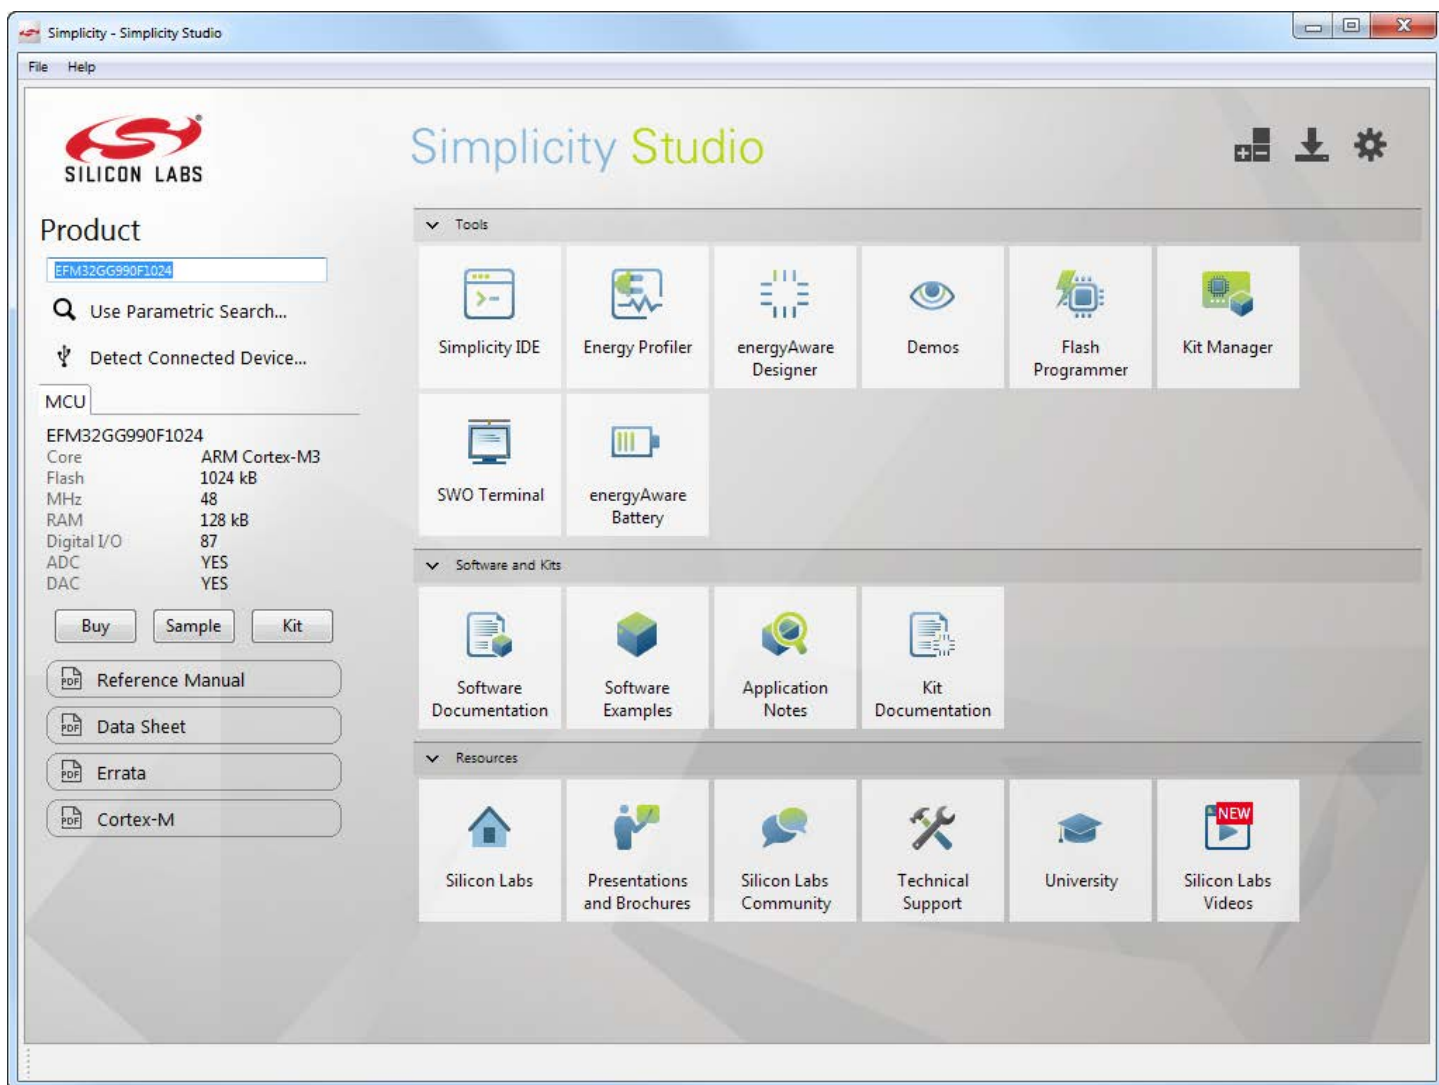 Simplicity - Simplicity Studio
File Help
SILICON LABS
Simplicity Studio
Product
EFM32GG990F1024
Use Parametric Search...
Detect Connected Device...
MCU
EFM32GG990F1024
Core ARM Cortex-M3
Flash 1024 kB
MHz 48
RAM 128 kB
Digital I/O 87
ADC YES
DAC YES
Buy Sample Kit
PDF Reference Manual
PDF Data Sheet
PDF Errata
PDF Cortex-M
Tools
Simplicity IDE
Energy Profiler
energyAware
Designer
Demos
Flash
Programmer
Kit Manager
SWO Terminal
energyAware
Battery
Software and Kits
Software
Documentation
Software
Examples
Application
Notes
Kit
Documentation
Resources
Silicon Labs
Presentations
and Brochures
Silicon Labs
Community
Technical
Support
University
NEW
Silicon Labs
Videos